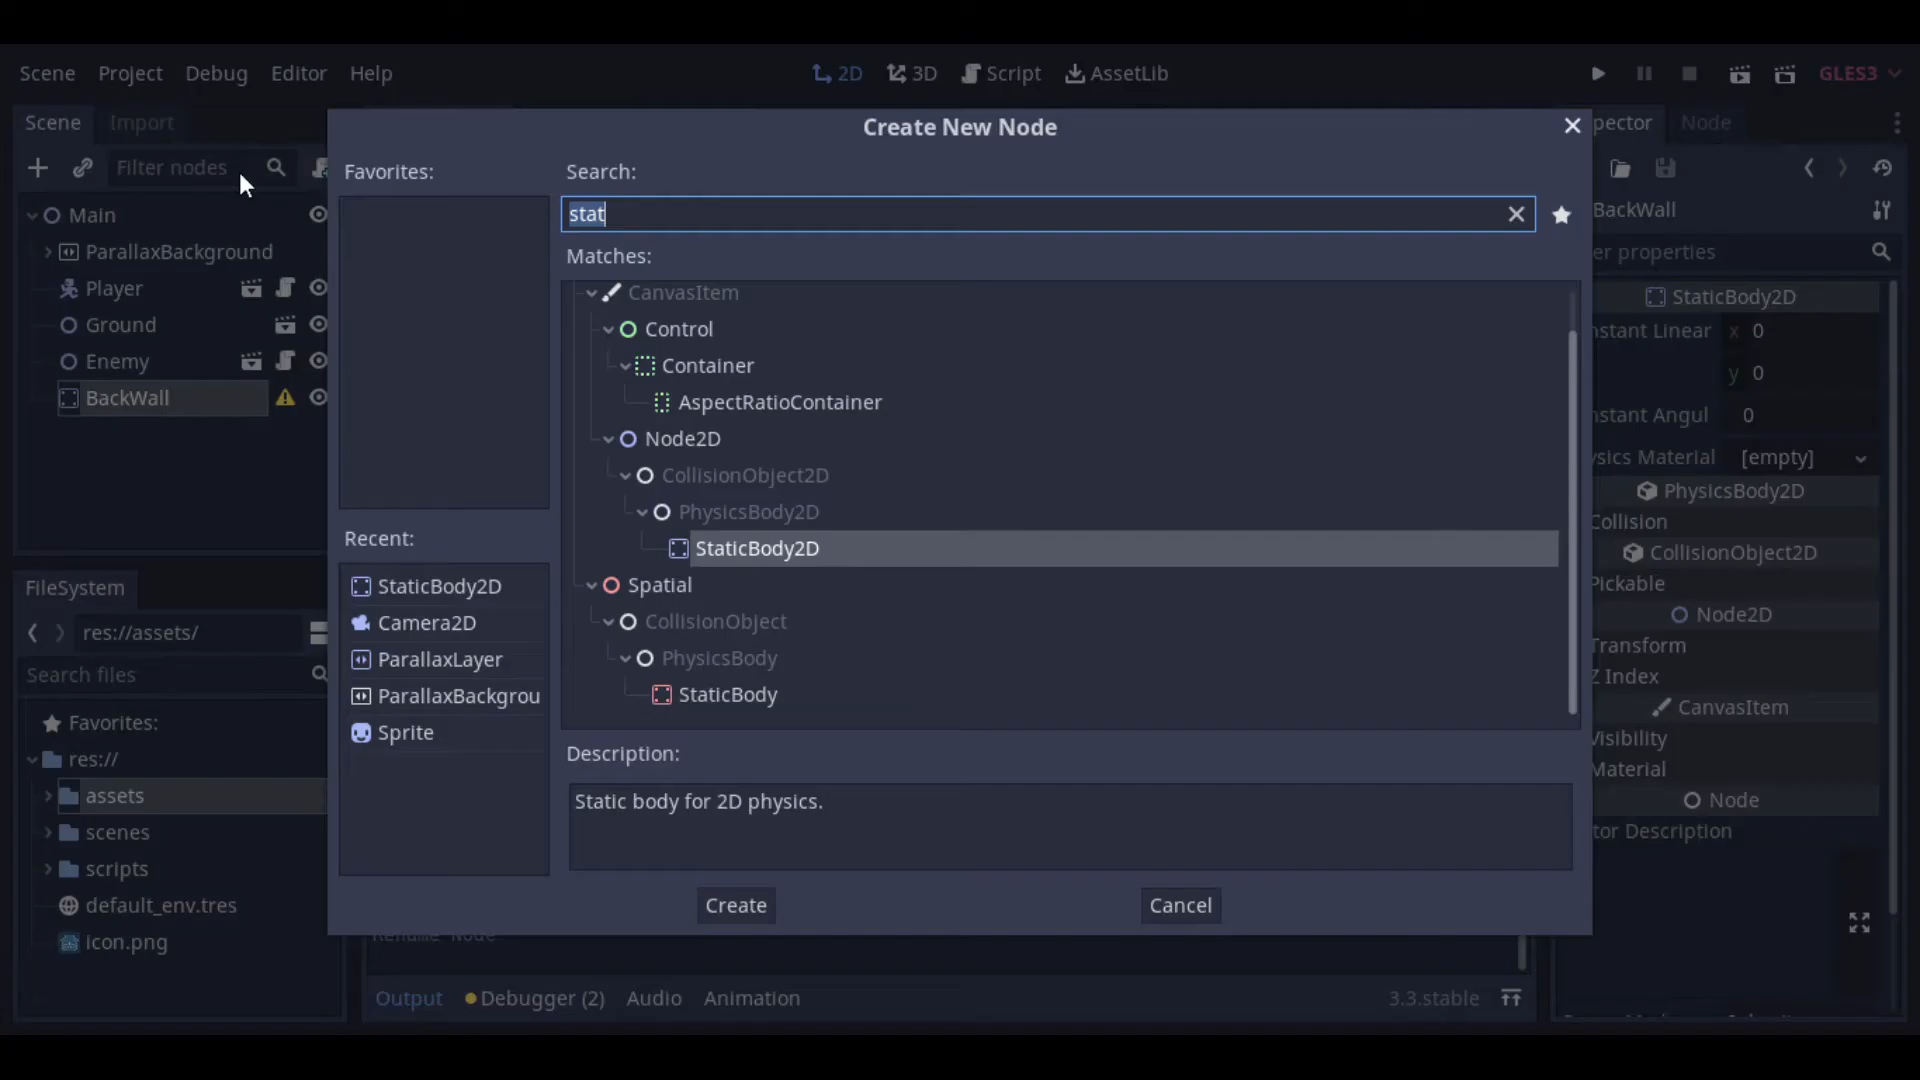 Scene Project Debug Editor Help
2D 3D Script AssetLib
GLES3
Scene Import
Filter nodes
Main
ParallaxBackground
Player
Ground
Enemy
BackWall
FileSystem
res://assets/
Search files
Favorites:
res://
assets
scenes
scripts
default_env.tres
icon.png
Create New Node
Favorites:
Recent:
StaticBody2D
Camera2D
ParallaxLayer
ParallaxBackgrou
Sprite
Search:
stat
Matches:
CanvasItem
Control
Container
AspectRatioContainer
Node2D
CollisionObject2D
PhysicsBody2D
StaticBody2D
Spatial
CollisionObject
PhysicsBody
StaticBody
Description:
Static body for 2D physics.
Create Cancel
Rename Node
Output Debugger (2) Audio Animation 3.3.stable
pector Node
BackWall
er properties
StaticBody2D
nstant Linear x 0
y 0
nstant Angul 0
ysics Material [empty]
PhysicsBody2D
Collision
CollisionObject2D
Pickable
Node2D
Transform
Z Index
CanvasItem
Visibility
Material
Node
tor Description